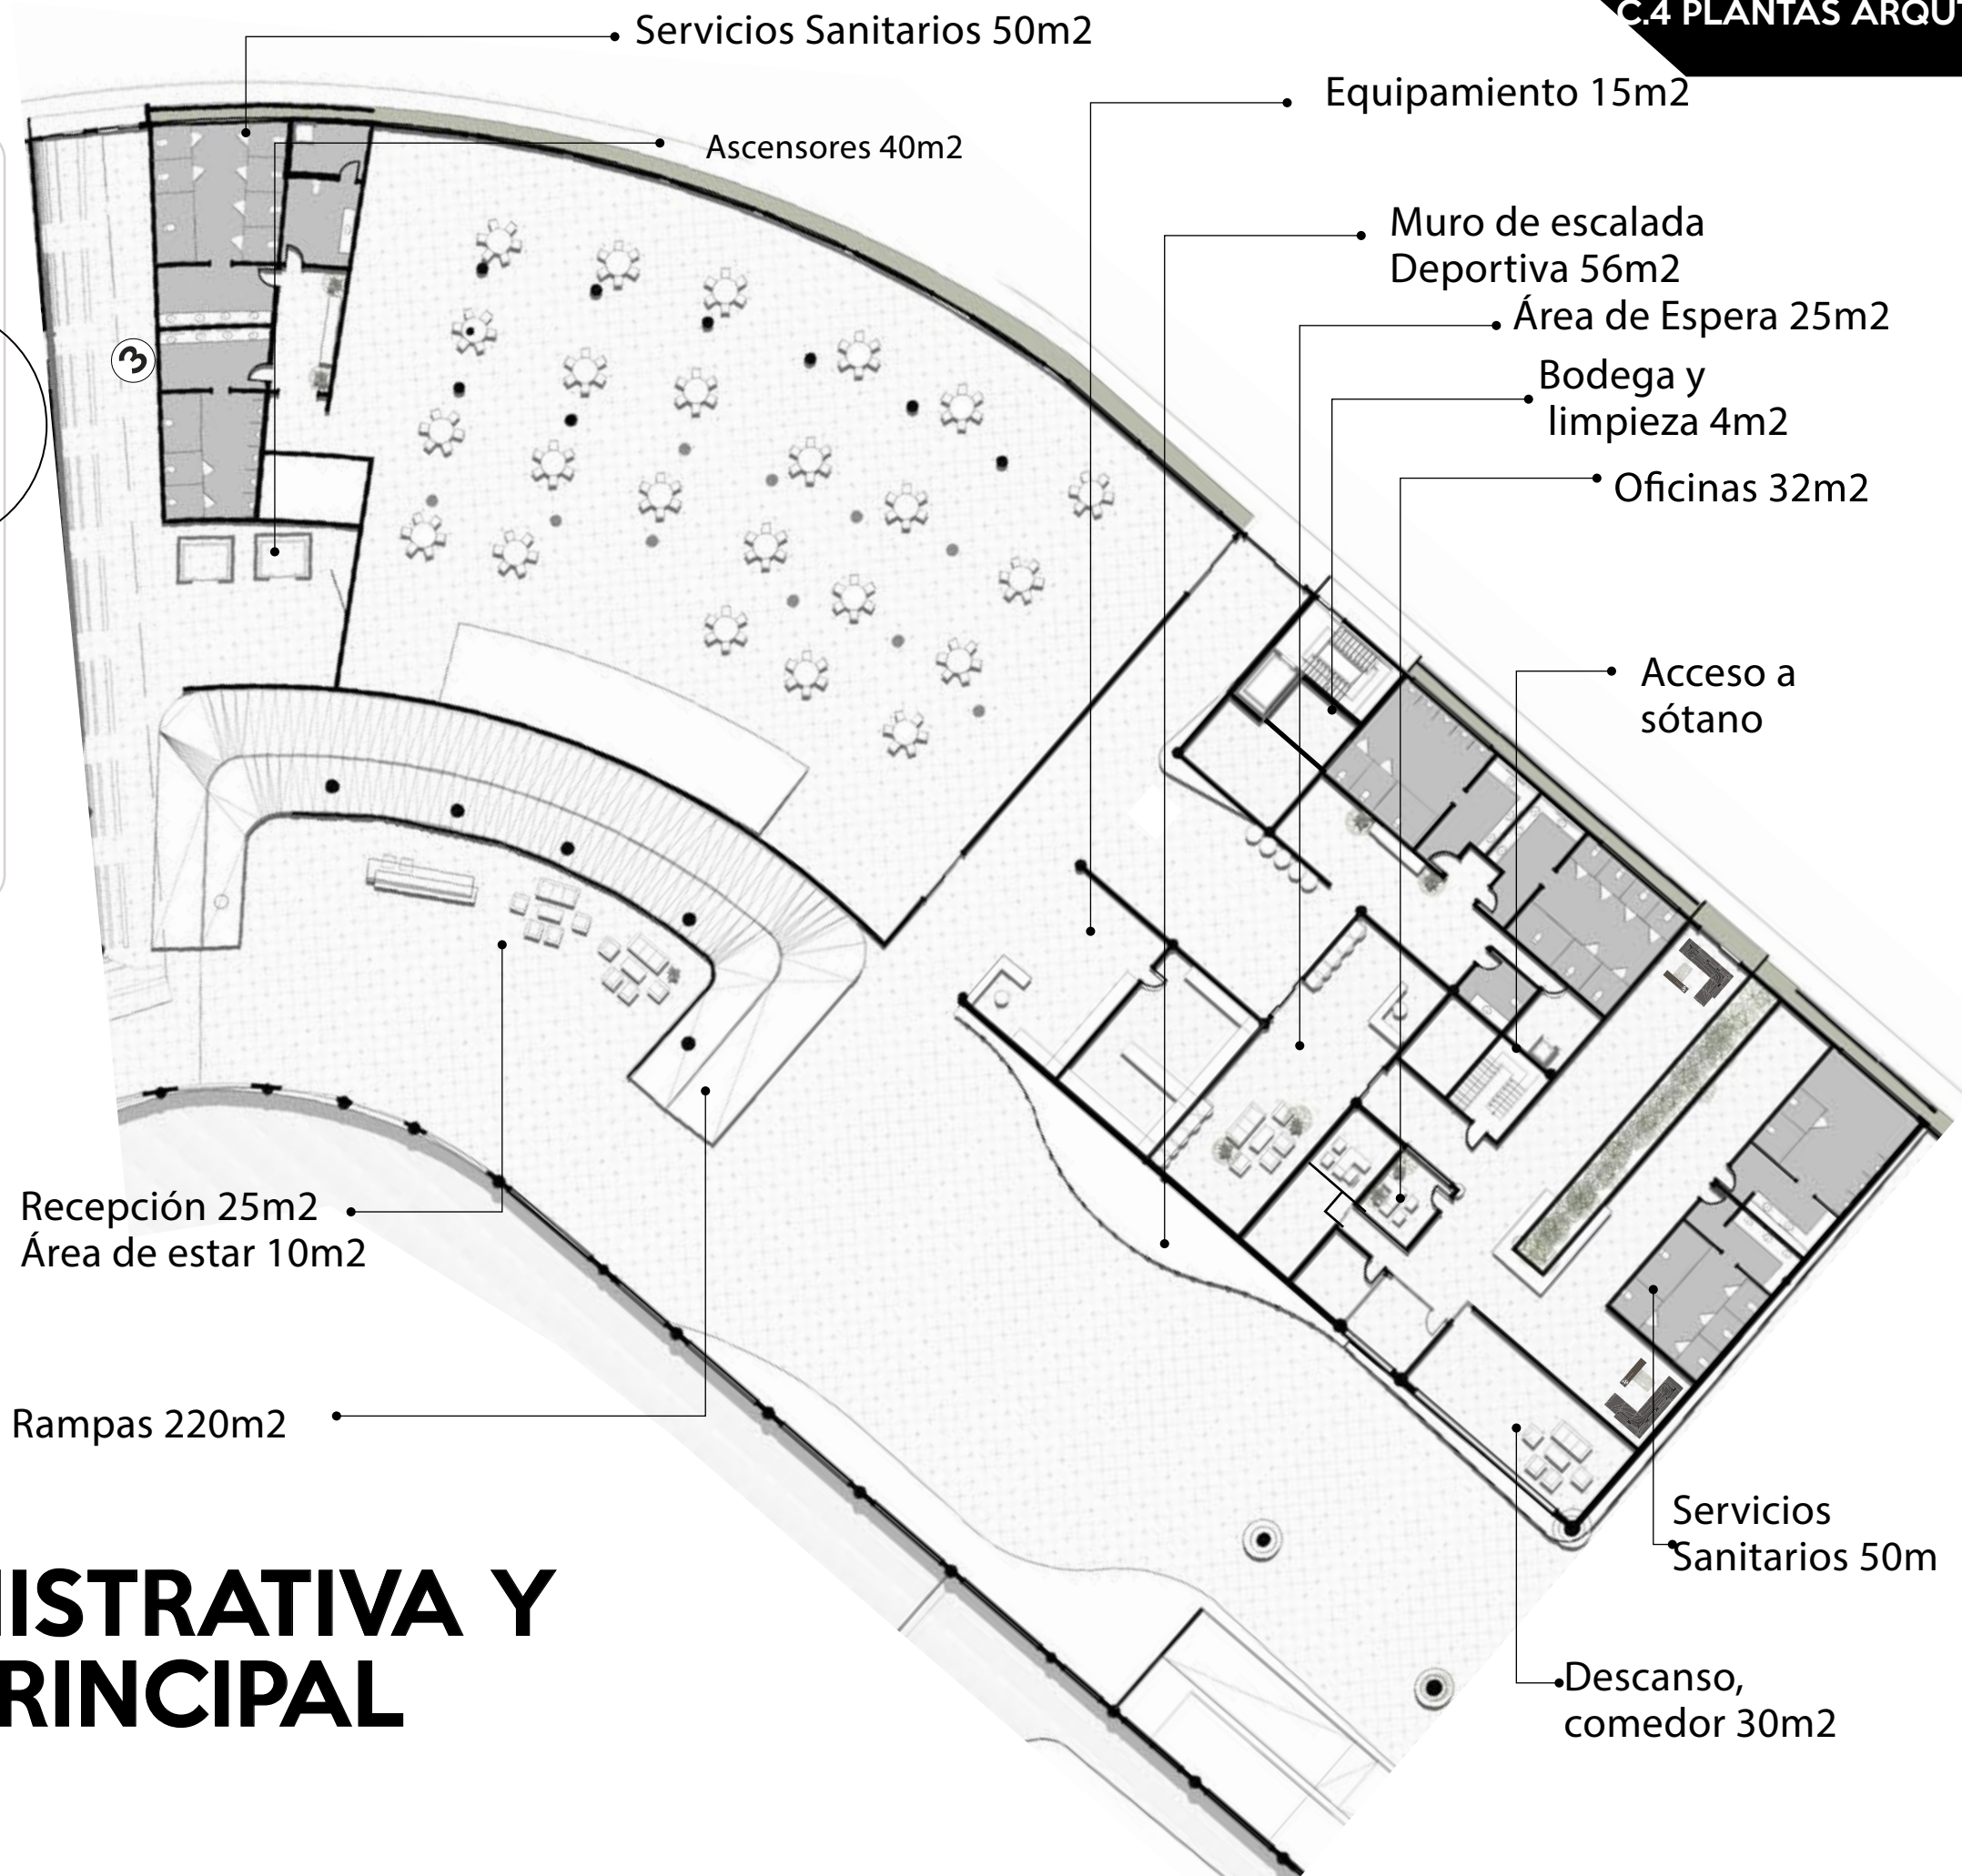 C.4 PLANTAS ARQUT
Servicios Sanitarios 50m2
Equipamiento 15m2
Ascensores 40m2
Muro de escalada
Deportiva 56m2
Área de Espera 25m2
Bodega y
limpieza 4m2
Oficinas 32m2
3
Acceso a
sótano
Recepción 25m2
Área de estar 10m2
Rampas 220m2
Servicios
Sanitarios 50m
Descanso,
comedor 30m2
ISTRATIVA Y
RINCIPAL